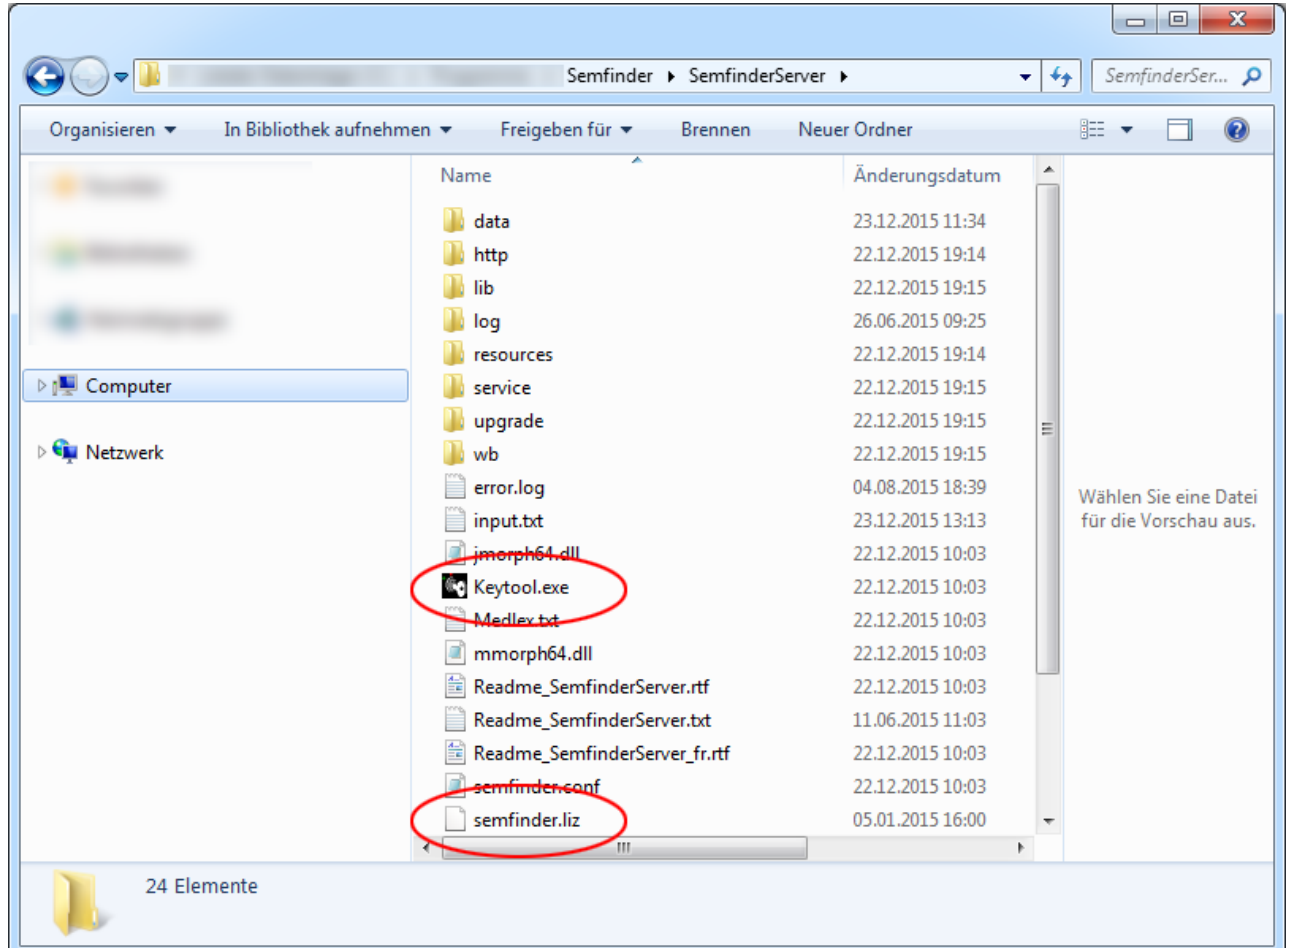 Semfinder SemfinderServer SemfinderSer...
Organisieren In Bibliothek aufnehmen Freigeben für Brennen Neuer Ordner
Name Änderungsdatum
data 23.12.2015 11:34
http 22.12.2015 19:14
lib 22.12.2015 19:15
log 26.06.2015 09:25
resources 22.12.2015 19:14
Computer
service 22.12.2015 19:15
upgrade 22.12.2015 19:15
Netzwerk
wb 22.12.2015 19:15
error.log 04.08.2015 18:39
input.txt 23.12.2015 13:13
jmorph64.dll 22.12.2015 10:03
Keytool.exe 22.12.2015 10:03
Medlex.txt 22.12.2015 10:03
mmorph64.dll 22.12.2015 10:03
Readme_SemfinderServer.rtf 22.12.2015 10:03
Readme_SemfinderServer.txt 11.06.2015 11:03
Readme_SemfinderServer_fr.rtf 22.12.2015 10:03
semfinder.conf 22.12.2015 10:03
semfinder.liz 05.01.2015 16:00
Wählen Sie eine Datei
für die Vorschau aus.
24 Elemente